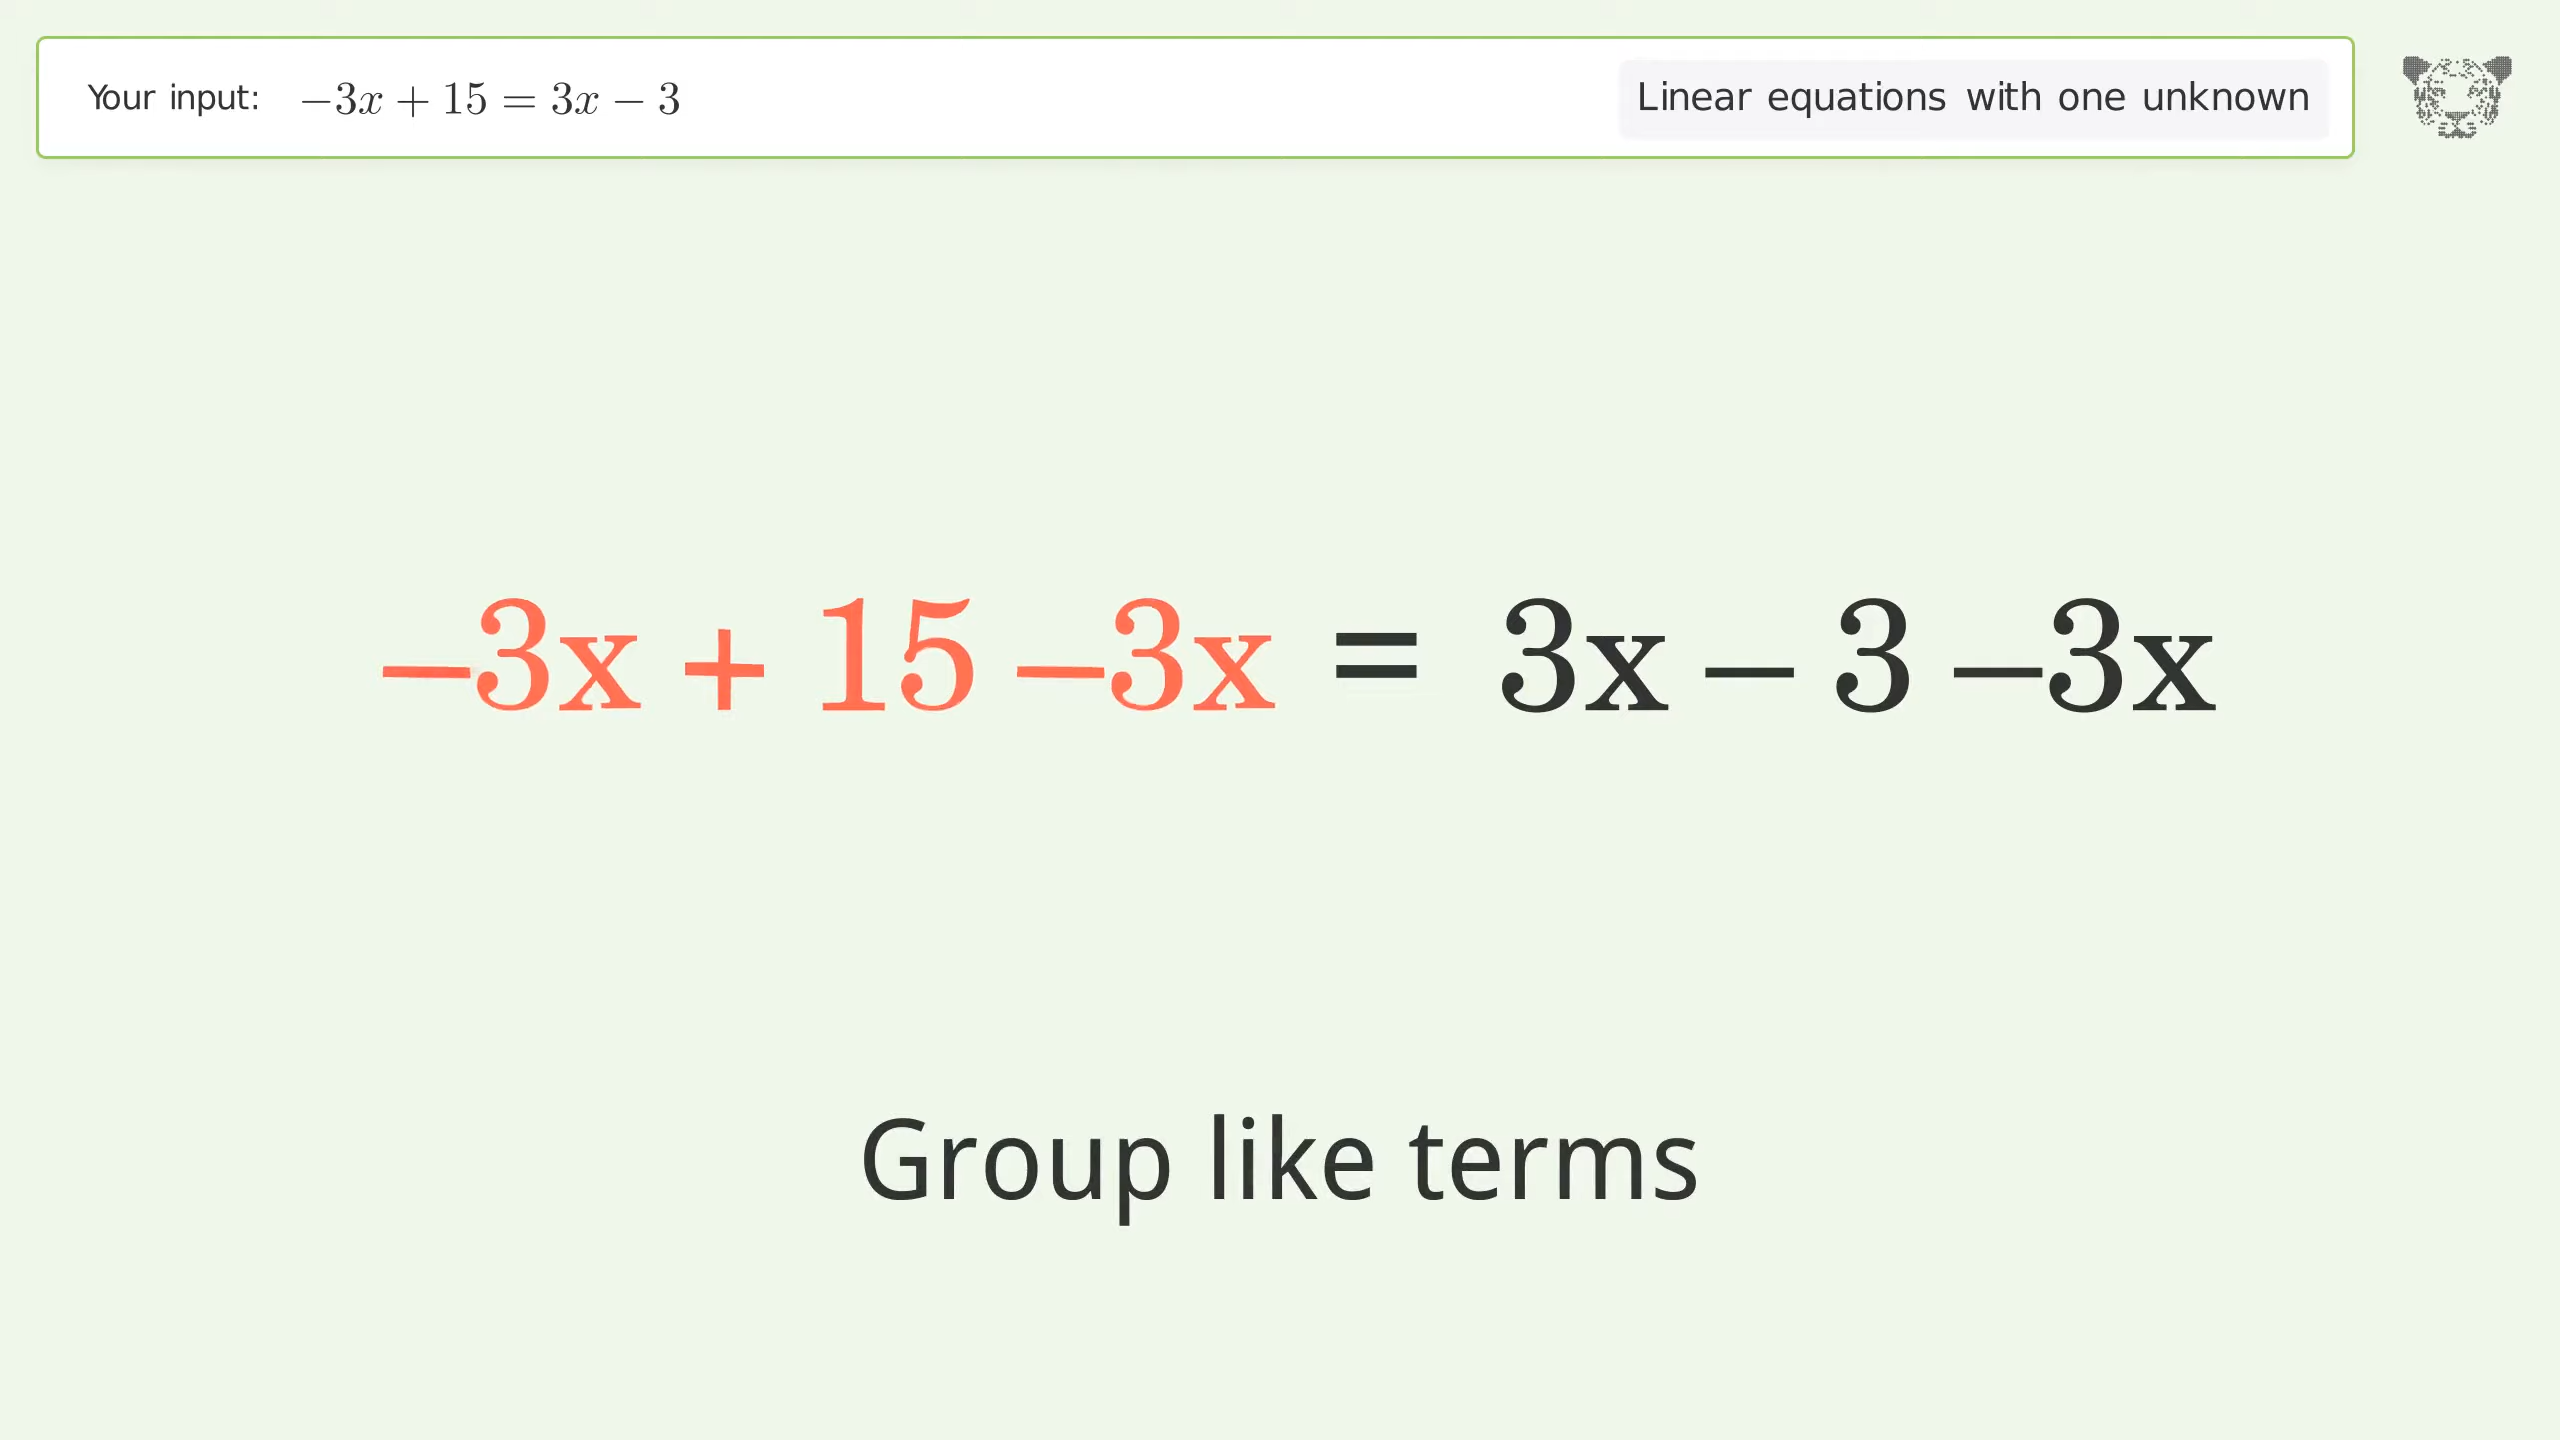 Your input: −3x + 15 = 3x − 3
Linear equations with one unknown
−3x + 15 −3x = 3x − 3 −3x
Group like terms